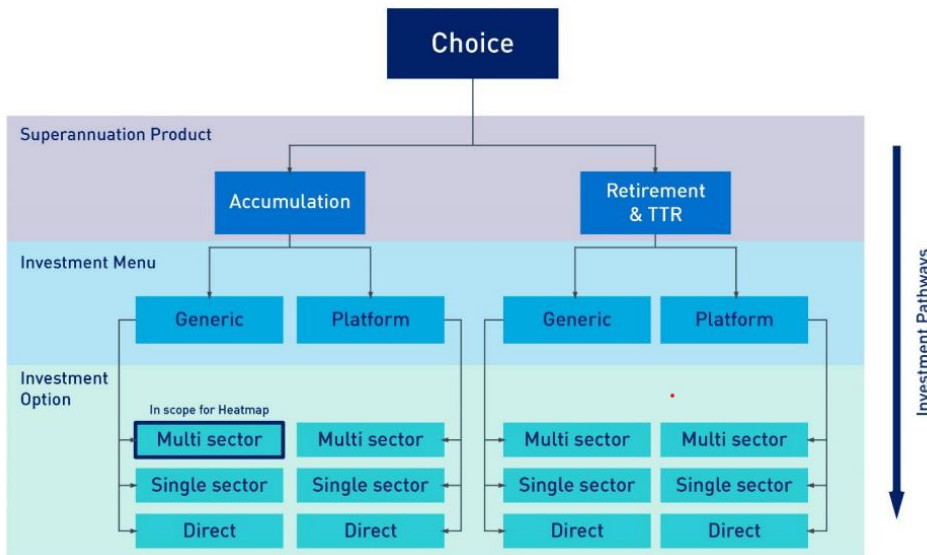 Choice
Superannuation Product
Accumulation
Retirement
& TTR
Investment Menu
Generic
Platform
Generic
Platform
Investment
Option
In scope for Heatmap
Multi sector
Multi sector
Multi sector
Multi sector
Single sector
Single sector
Single sector
Single sector
Direct
Direct
Direct
Direct
Investment Pathways